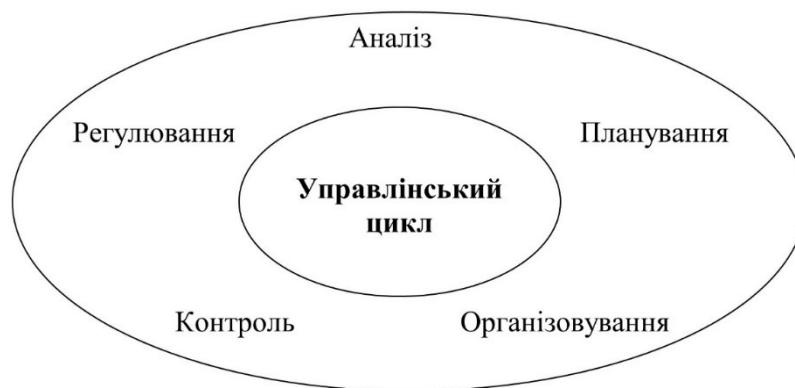 Аналіз
Регулювання
Планування
Управлінський
цикл
Контроль
Організовування